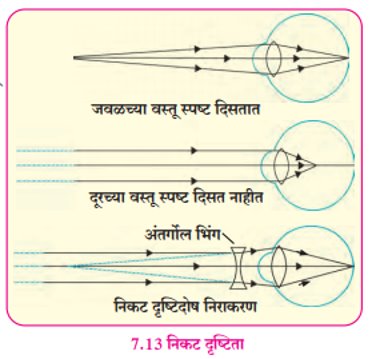 जवळच्या वस्तू स्पष्ट दिसतात
दूरच्या वस्तू स्पष्ट दिसत नाहीत
अंतर्गोल भिंग
निकट दृष्टिदोष निराकरण
7.13 निकट दृष्टिता